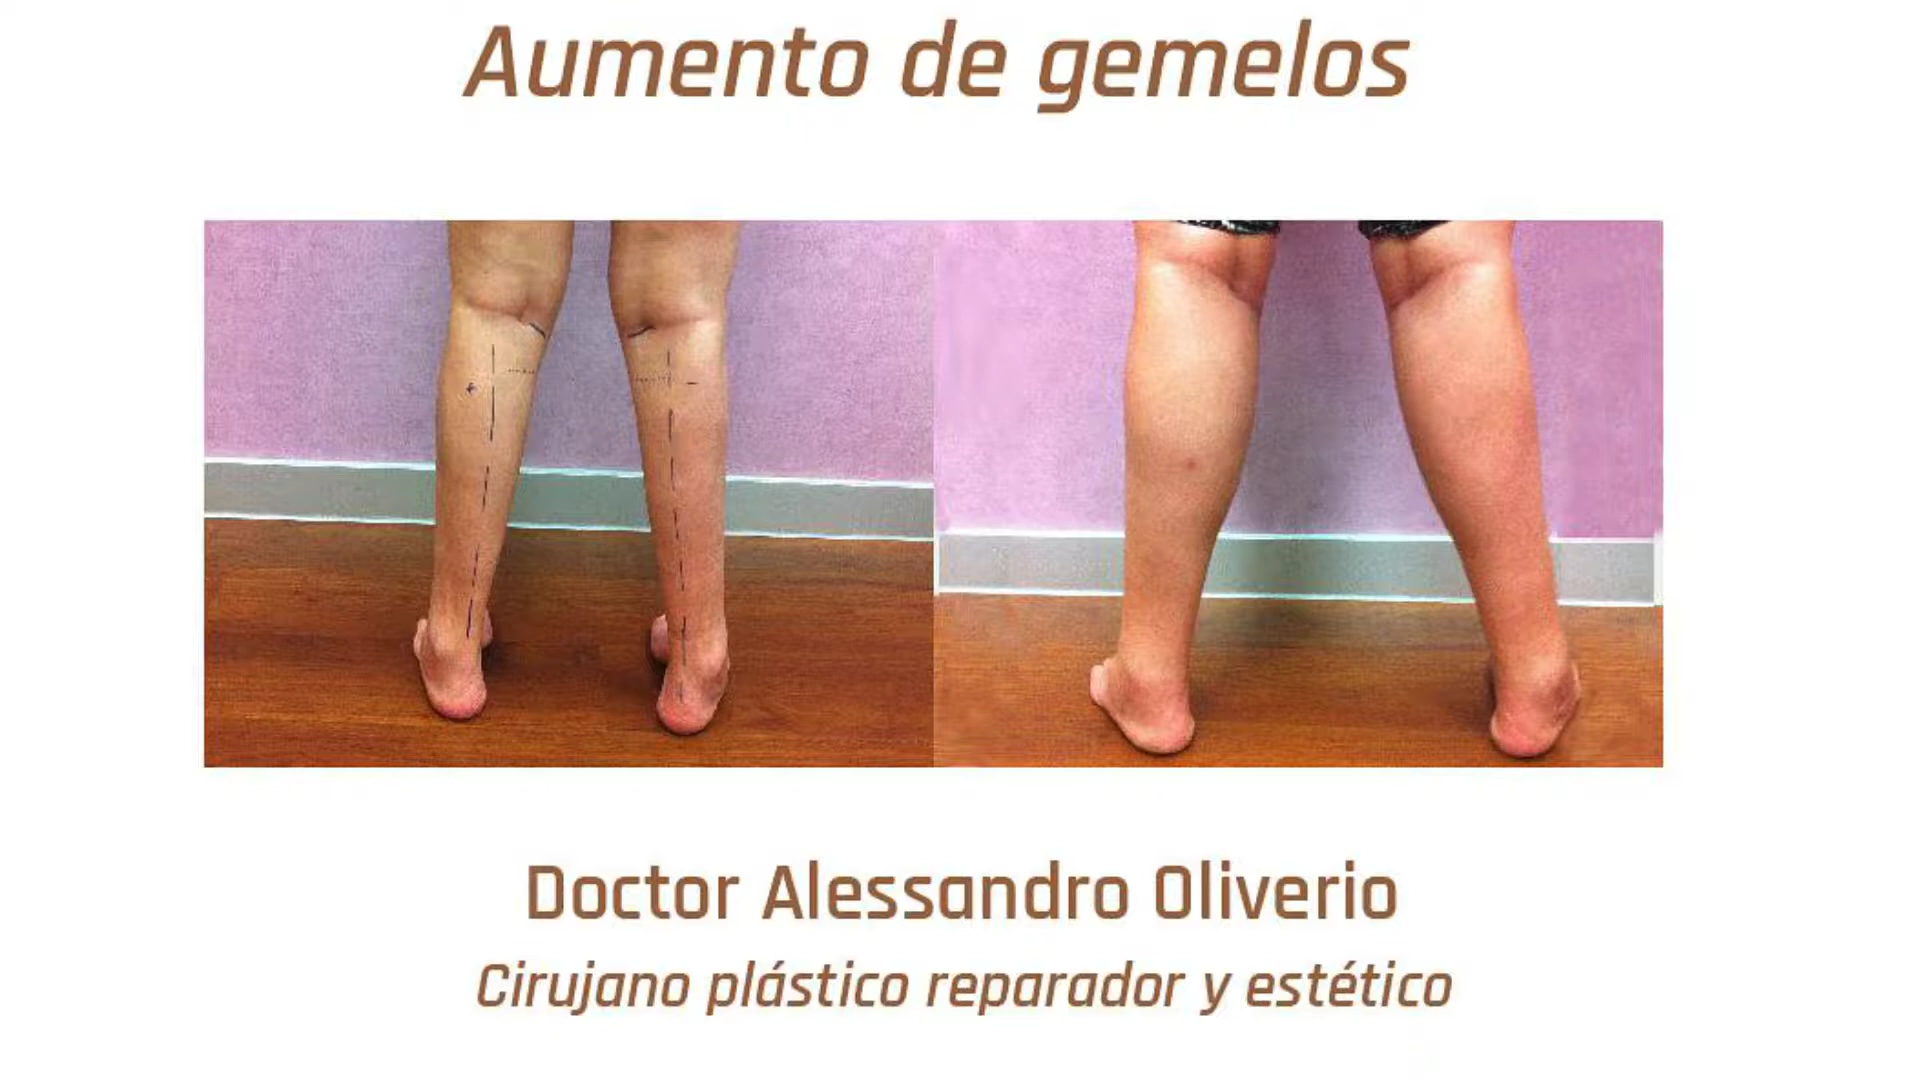 Aumento de gemelos
Doctor Alessandro Oliverio
Cirujano plástico reparador y estético